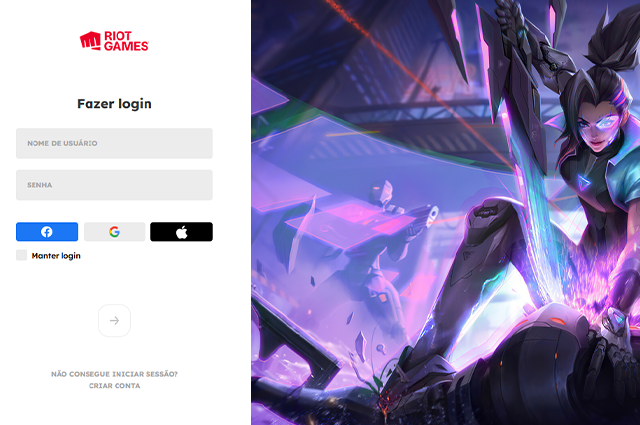 RIOT
GAMES
Fazer login
NOME DE USUÁRIO
SENHA
Manter login
NÃO CONSEGUE INICIAR SESSÃO?
CRIAR CONTA